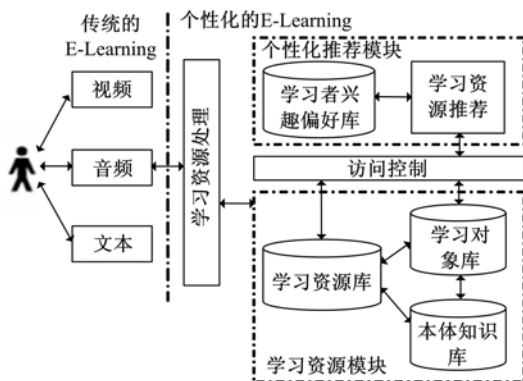 传统的
E-Learning
个性化的E-Learning
视频
音频
文本
学习资源处理
个性化推荐模块
学习者兴
趣偏好库
学习资
源推荐
访问控制
学习资源库
学习对
象库
本体知识
库
学习资源模块